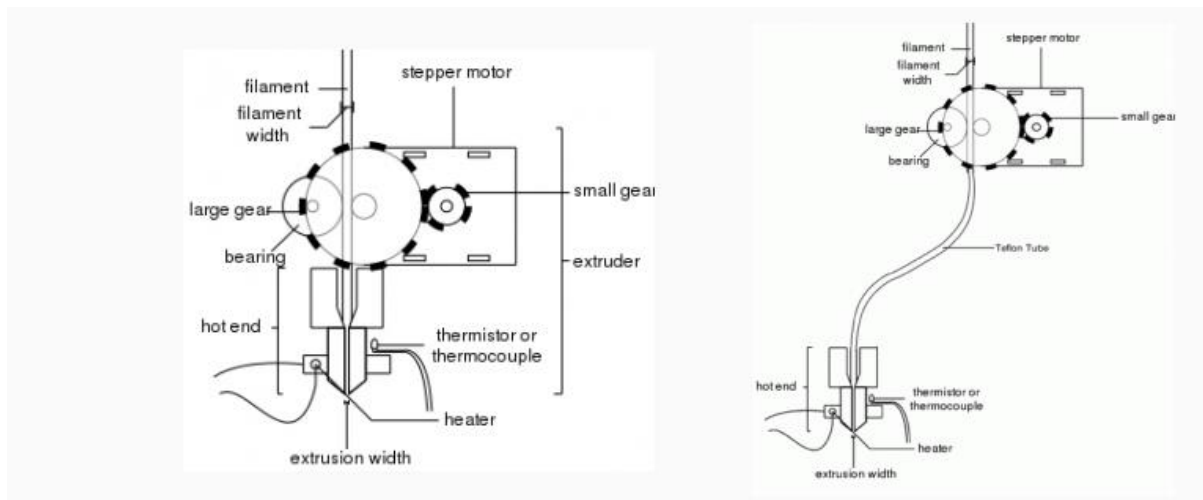 filament
filament
width
stepper motor
small gear
large gear
bearing
extruder
hot end
thermistor or
thermocouple
heater
extrusion width
filament
filament
width
stepper motor
small gear
large gear
bearing
Teflon Tube
hot end
thermistor or
thermocouple
heater
extrusion width